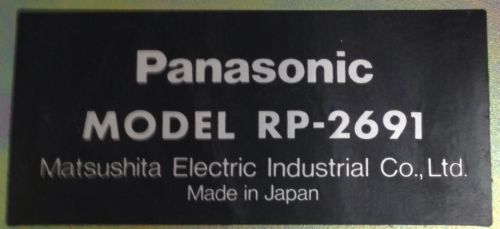 Panasonic
MODEL RP-2691
Matsushita Electric Industrial Co., Ltd.
Made in Japan